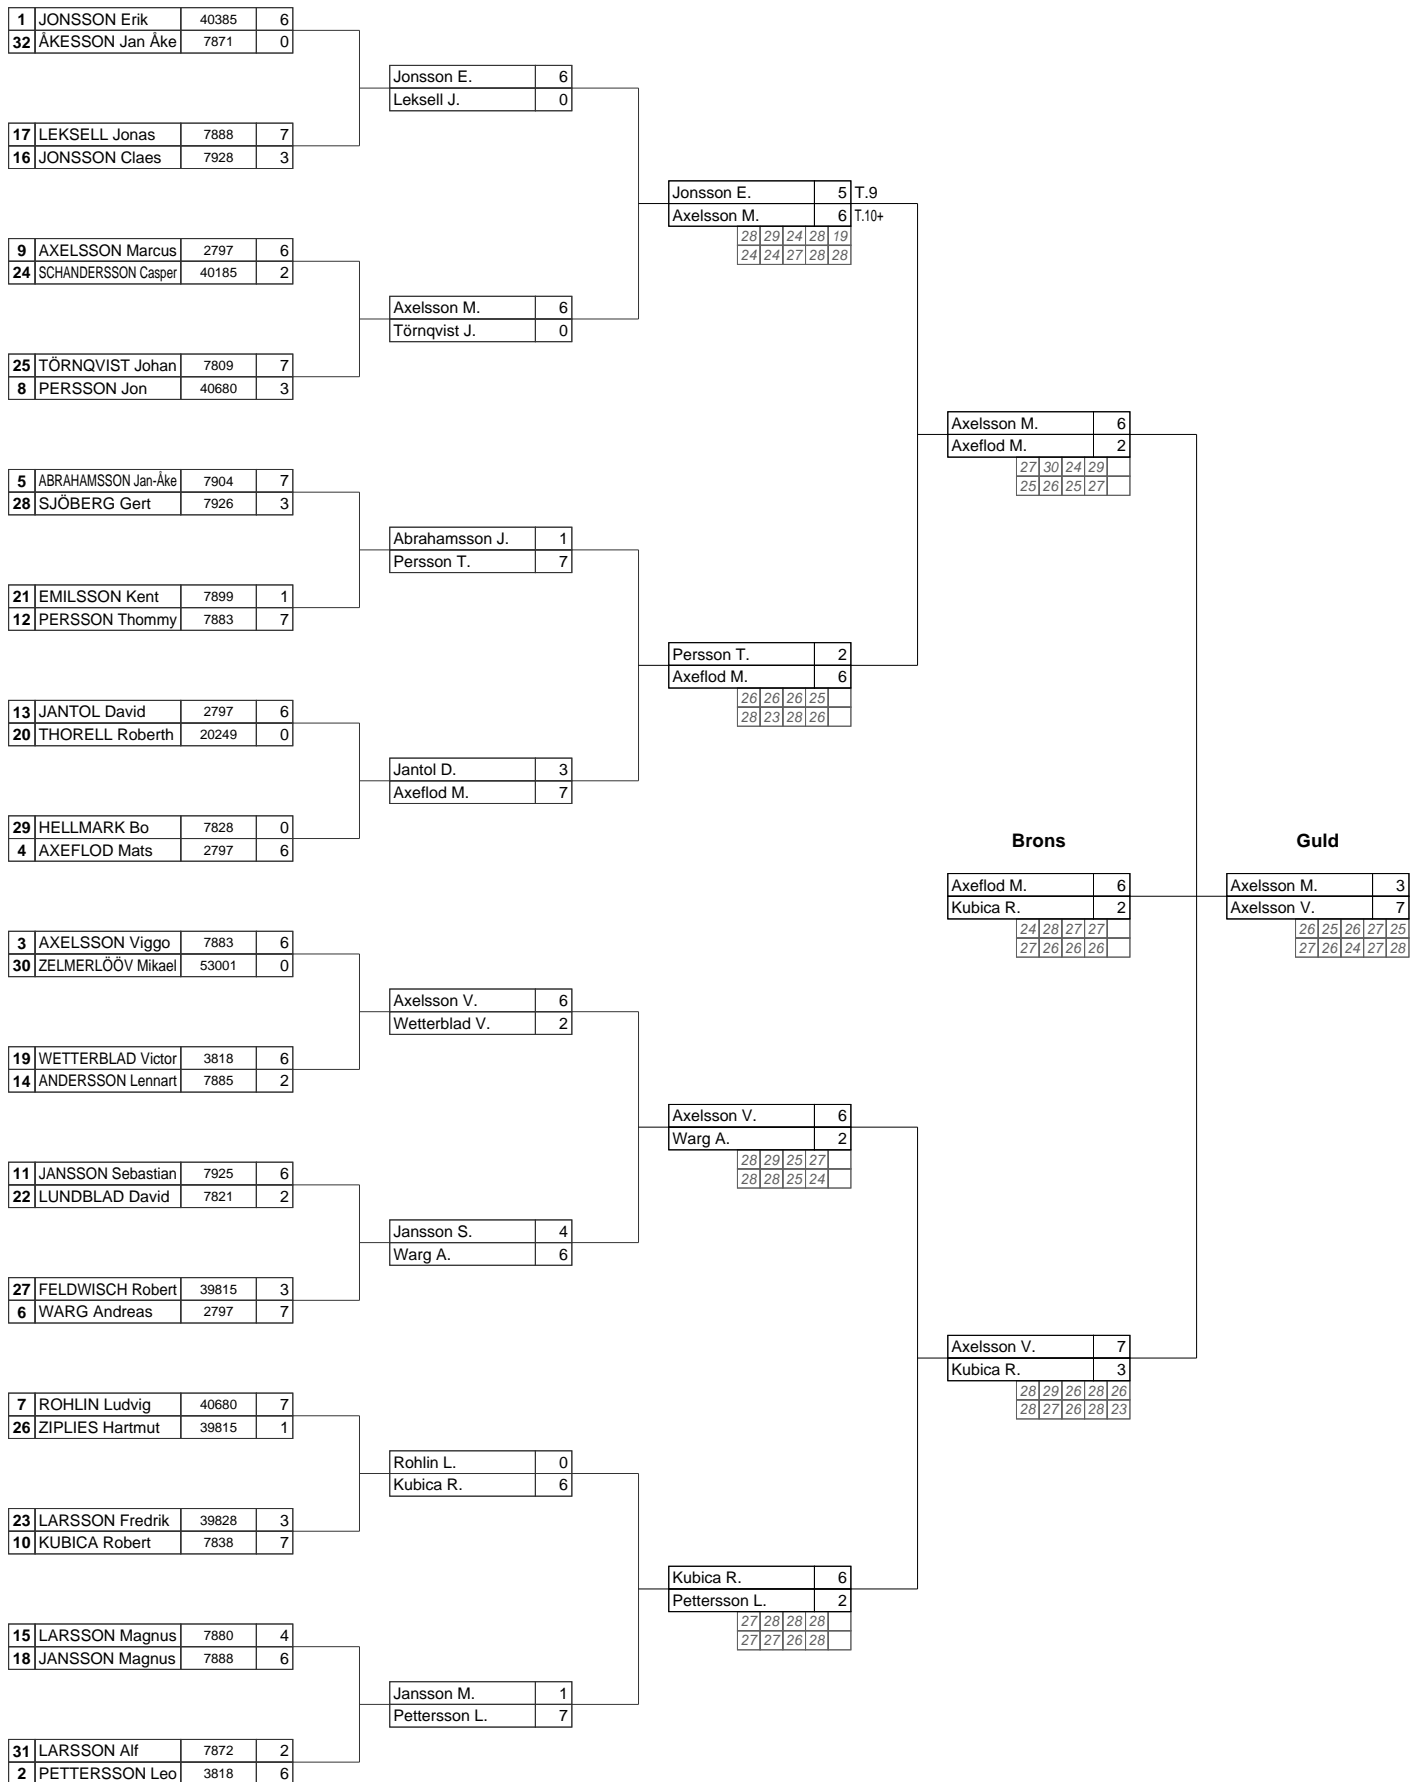 1 JONSSON Erik 40385 6
32 ÅKESSON Jan Åke 7871 0
Jonsson E. 6
Leksell J. 0
17 LEKSELL Jonas 7888 7
16 JONSSON Claes 7928 3
Jonsson E. 5 T.9
Axelsson M. 6 T.10+
28 29 24 28 19
24 24 27 28 28
9 AXELSSON Marcus 2797 6
24 SCHANDERSSON Casper 40185 2
Axelsson M. 6
Törnqvist J. 0
25 TÖRNQVIST Johan 7809 7
8 PERSSON Jon 40680 3
Axelsson M. 6
Axeflod M. 2
27 30 24 29
25 26 25 27
5 ABRAHAMSSON Jan-Åke 7904 7
28 SJÖBERG Gert 7926 3
Abrahamsson J. 1
Persson T. 7
21 EMILSSON Kent 7899 1
12 PERSSON Thommy 7883 7
Persson T. 2
Axeflod M. 6
26 26 26 25
28 23 28 26
13 JANTOL David 2797 6
20 THORELL Roberth 20249 0
Jantol D. 3
Axeflod M. 7
29 HELLMARK Bo 7828 0
4 AXEFLOD Mats 2797 6
Brons Guld
Axeflod M. 6 Axelsson M. 3
Kubica R. 2 Axelsson V. 7
24 28 27 27 26 25 26 27 25
27 26 26 26 27 26 24 27 28
3 AXELSSON Viggo 7883 6
30 ZELMERLÖÖV Mikael 53001 0
Axelsson V. 6
Wetterblad V. 2
19 WETTERBLAD Victor 3818 6
14 ANDERSSON Lennart 7885 2
Axelsson V. 6
Warg A. 2
28 29 25 27
28 28 25 24
11 JANSSON Sebastian 7925 6
22 LUNDBLAD David 7821 2
Jansson S. 4
Warg A. 6
27 FELDWISCH Robert 39815 3
6 WARG Andreas 2797 7
Axelsson V. 7
Kubica R. 3
28 29 26 28 26
28 27 26 28 23
7 ROHLIN Ludvig 40680 7
26 ZIPLIES Hartmut 39815 1
Rohlin L. 0
Kubica R. 6
23 LARSSON Fredrik 39828 3
10 KUBICA Robert 7838 7
Kubica R. 6
Pettersson L. 2
27 28 28 28
27 27 26 28
15 LARSSON Magnus 7880 4
18 JANSSON Magnus 7888 6
Jansson M. 1
Pettersson L. 7
31 LARSSON Alf 7872 2
2 PETTERSSON Leo 3818 6